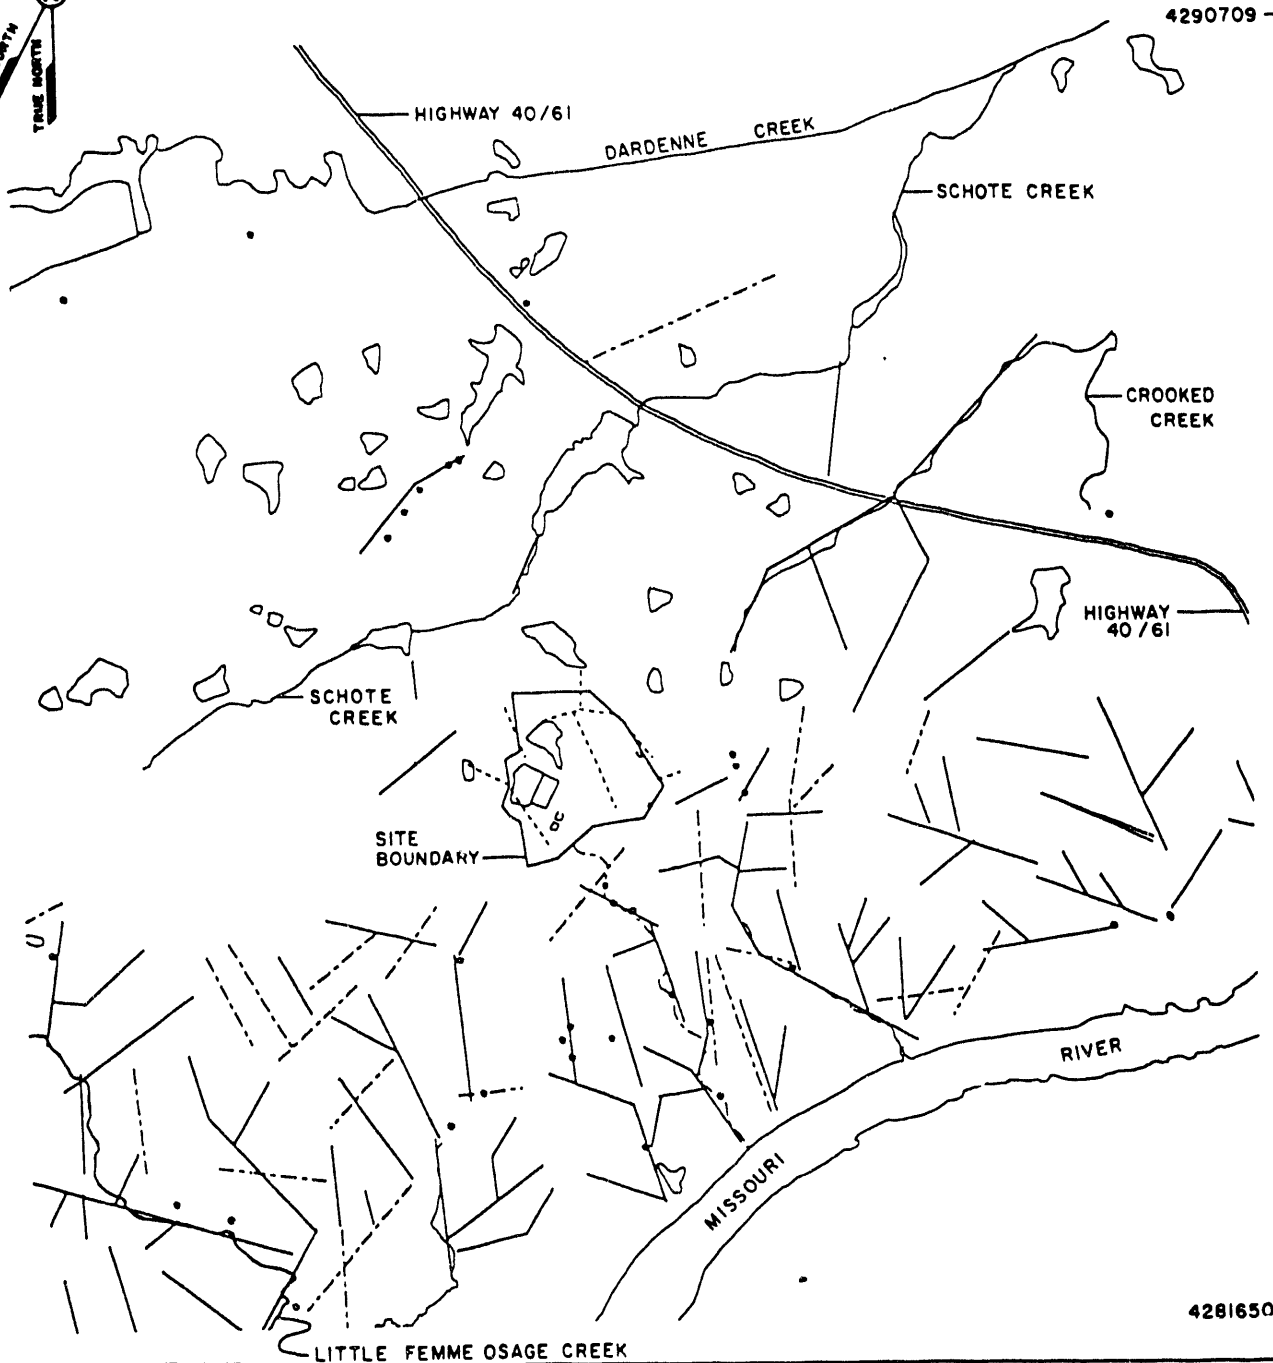 4290709
TRUE NORTH
HIGHWAY 40/61
DARDENNE CREEK
SCHOTE CREEK
CROOKED
CREEK
HIGHWAY
40/61
SCHOTE
CREEK
SITE
BOUNDARY
RIVER
MISSOURI
4281650
LITTLE FEMME OSAGE CREEK